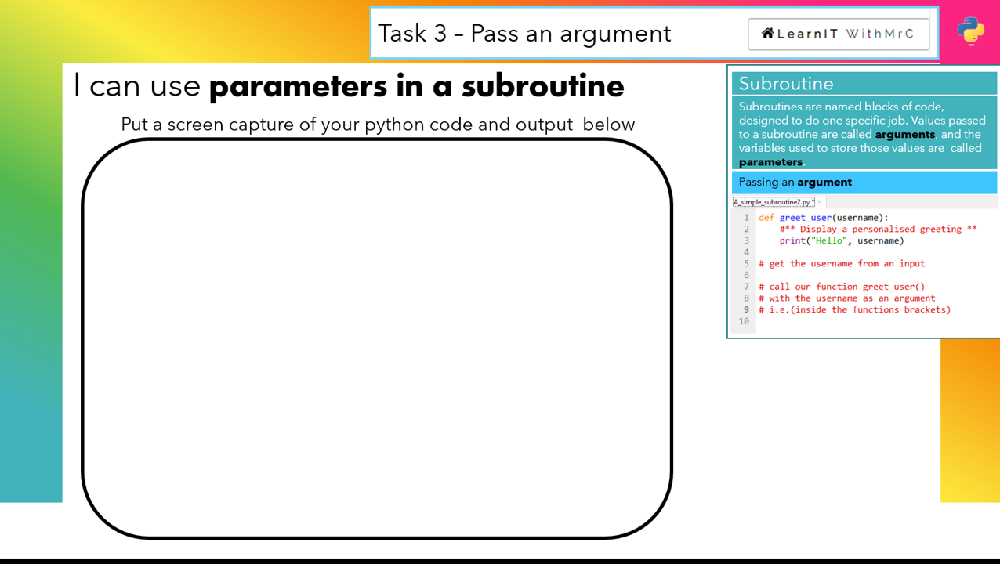 Task 3 – Pass an argument
LearnIT WithMrC
I can use parameters in a subroutine
Put a screen capture of your python code and output  below
Subroutine
Subroutines are named blocks of code,
designed to do one specific job. Values passed
to a subroutine are called arguments, and the
variables used to store those values are  called
parameters.
Passing an argument
A_simple_subroutine2.py * ×
1 def greet_user(username):
2     #** Display a personalised greeting **
3     print("Hello", username)
4
5 # get the username from an input
6
7 # call our function greet_user()
8 # with the username as an argument
9 # i.e.(inside the functions brackets)
10